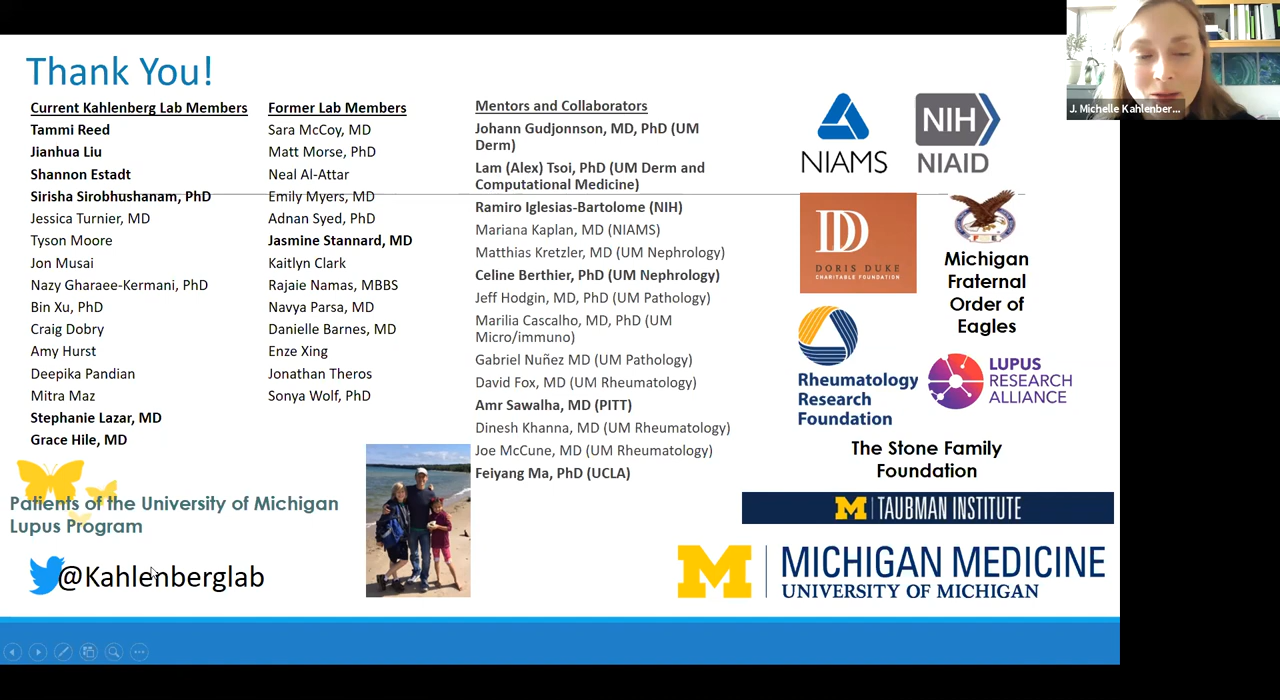 Thank You!
Current Kahlenberg Lab Members
Tammi Reed
Jianhua Liu
Shannon Estadt
Sirisha Sirobhushanam, PhD
Jessica Turnier, MD
Tyson Moore
Jon Musai
Nazy Gharaee-Kermani, PhD
Bin Xu, PhD
Craig Dobry
Amy Hurst
Deepika Pandian
Mitra Maz
Stephanie Lazar, MD
Grace Hile, MD
Former Lab Members
Sara McCoy, MD
Matt Morse, PhD
Neal Al-Attar
Emily Myers, MD
Adnan Syed, PhD
Jasmine Stannard, MD
Kaitlyn Clark
Rajaie Namas, MBBS
Navya Parsa, MD
Danielle Barnes, MD
Enze Xing
Jonathan Theros
Sonya Wolf, PhD
Mentors and Collaborators
Johann Gudjonnson, MD, PhD (UM
Derm)
Lam (Alex) Tsoi, PhD (UM Derm and
Computational Medicine)
Ramiro Iglesias-Bartolome (NIH)
Mariana Kaplan, MD (NIAMS)
Matthias Kretzler, MD (UM Nephrology)
Celine Berthier, PhD (UM Nephrology)
Jeff Hodgin, MD, PhD (UM Pathology)
Marilia Cascalho, MD, PhD (UM
Micro/immuno)
Gabriel Nuñez MD (UM Pathology)
David Fox, MD (UM Rheumatology)
Amr Sawalha, MD (PITT)
Dinesh Khanna, MD (UM Rheumatology)
Joe McCune, MD (UM Rheumatology)
Feiyang Ma, PhD (UCLA)
NIAMS
NIH
NIAID
DD
DORIS DUKE
CHARITABLE FOUNDATION
Michigan
Fraternal
Order of
Eagles
Rheumatology
Research
Foundation
LUPUS
RESEARCH
ALLIANCE
The Stone Family
Foundation
M TAUBMAN INSTITUTE
M MICHIGAN MEDICINE
UNIVERSITY OF MICHIGAN
Patients of the University of Michigan
Lupus Program
@Kahlenberglab
J. Michelle Kahlenber...